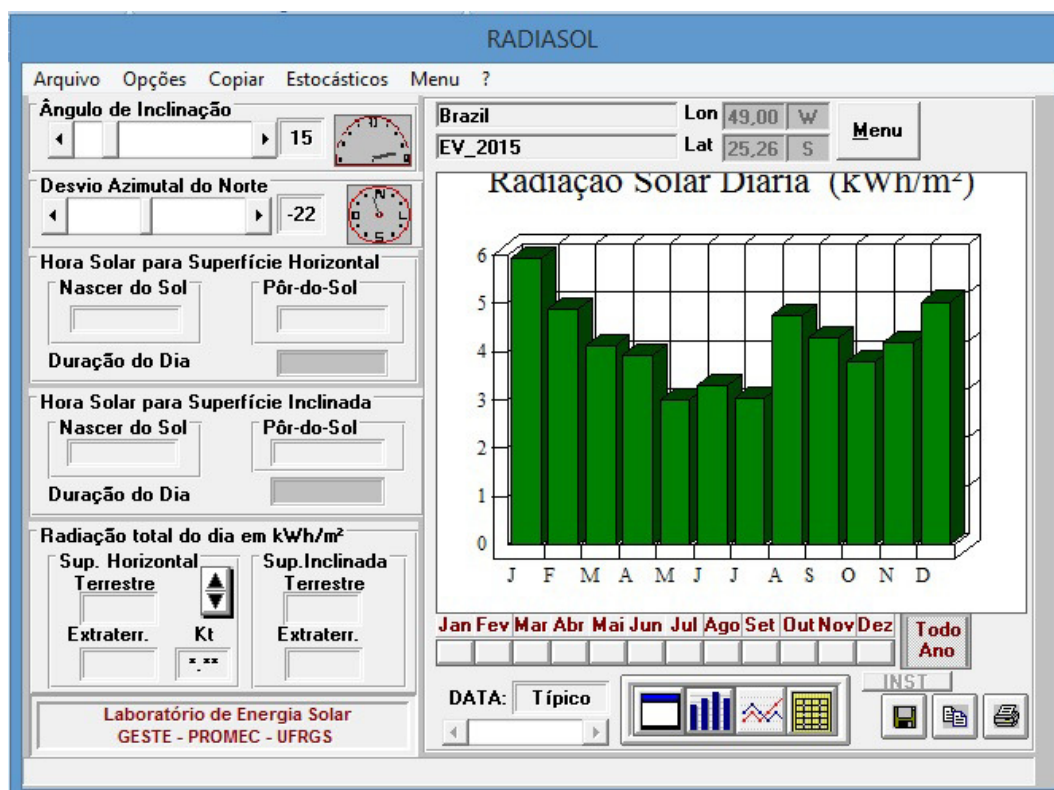 RADIASOL
Arquivo Opções Copiar Estocásticos Menu ?
Ângulo de Inclinação
15
Desvio Azimutal do Norte
-22
N
O L
S
Hora Solar para Superfície Horizontal
Nascer do Sol Pôr-do-Sol
Duração do Dia
Hora Solar para Superfície Inclinada
Nascer do Sol Pôr-do-Sol
Duração do Dia
Radiação total do dia em kWh/m²
Sup. Horizontal Sup.Inclinada
Terrestre Terrestre
Extraterr. Kt Extraterr.
*.**
Laboratório de Energia Solar
GESTE - PROMEC - UFRGS
Brazil Lon 49,00 W
EV_2015 Lat 25,26 S
Menu
Radiação Solar Diária (kWh/m²)
6
5
4
3
2
1
0
J F M A M J J A S O N D
Jan Fev Mar Abr Mai Jun Jul Ago Set Out Nov Dez
Todo
Ano
DATA: Típico
INST